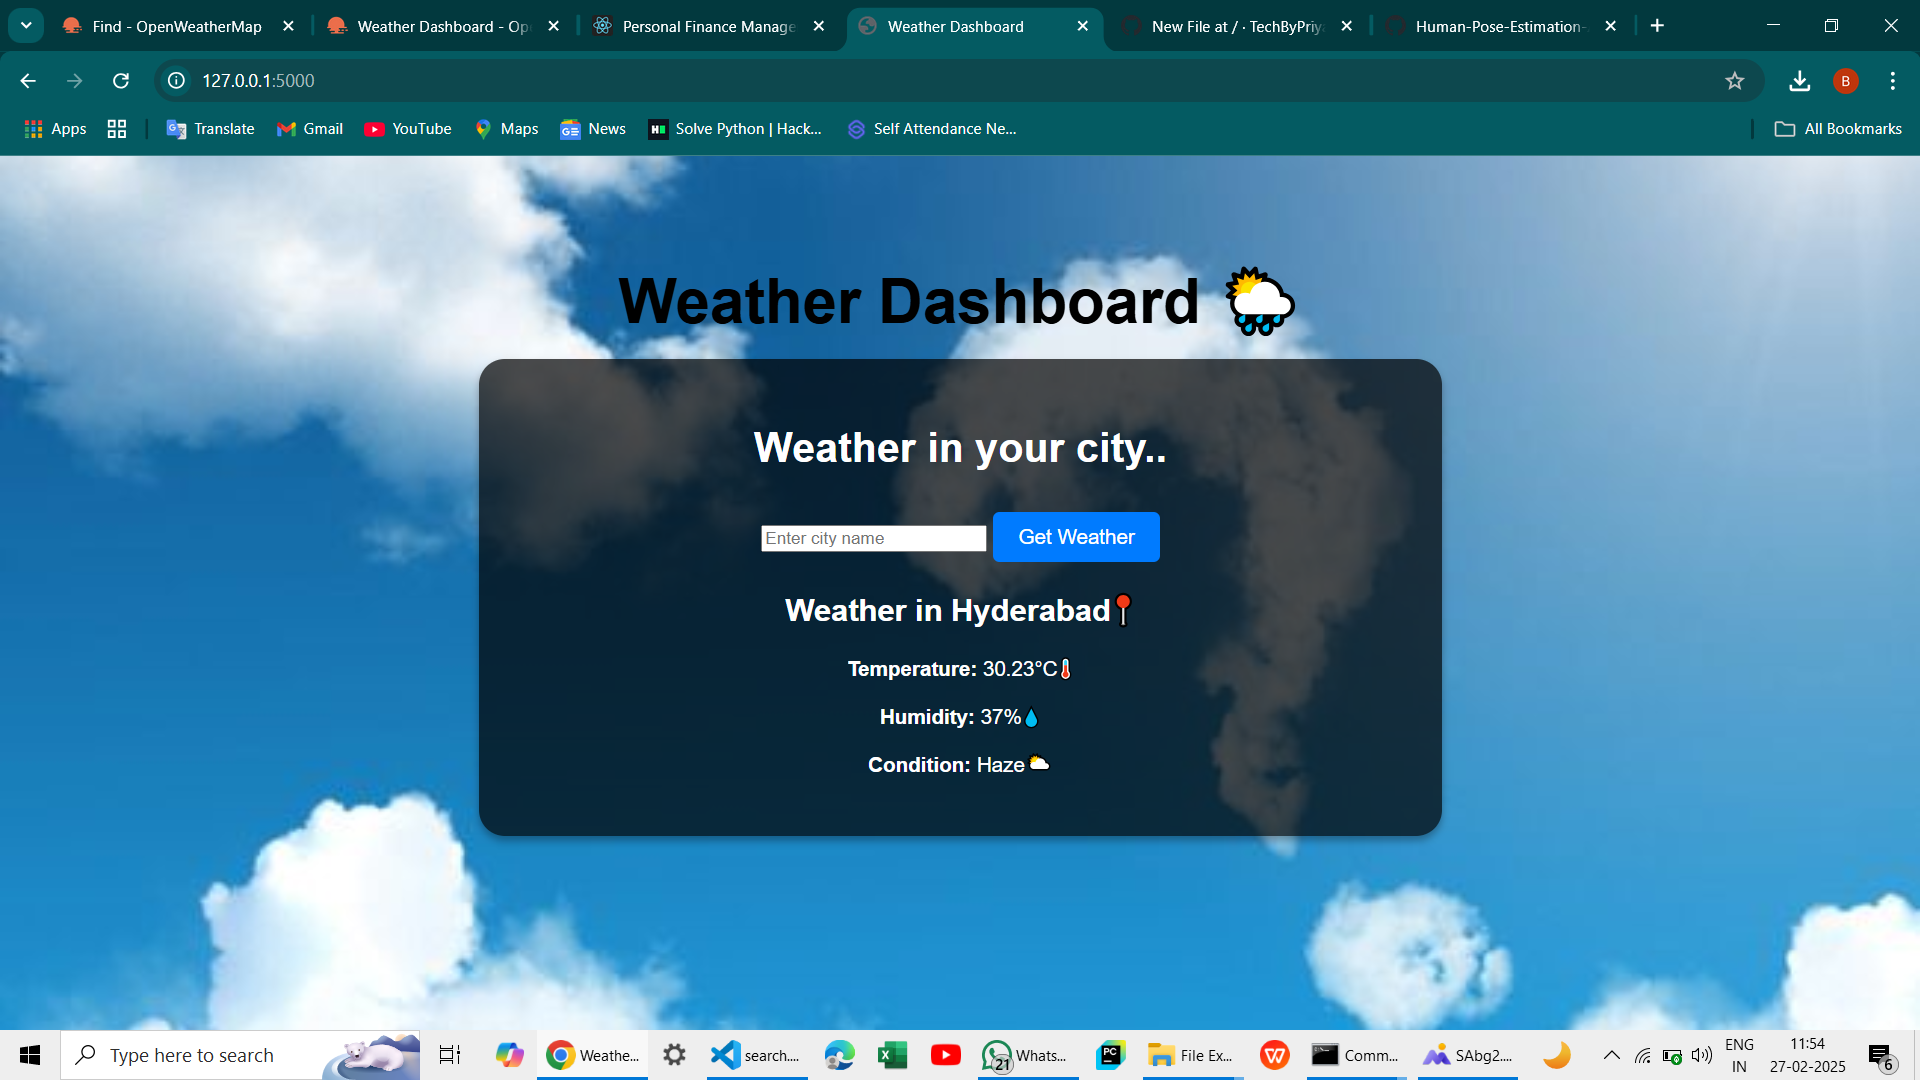 Find - OpenWeatherMap
Weather Dashboard - Op
Personal Finance Manage
Weather Dashboard
New File at / · TechByPriya
Human-Pose-Estimation-
127.0.0.1:5000
B
Apps
Translate
Gmail
YouTube
Maps
News
Solve Python | Hack...
Self Attendance Ne...
All Bookmarks
Weather Dashboard
Weather in your city..
Enter city name
Get Weather
Weather in Hyderabad
Temperature: 30.23°C
Humidity: 37%
Condition: Haze
Type here to search
Weathe...
search....
21
Whats...
PC
File Ex...
Comm...
SAbg2....
ENG
IN
11:54
27-02-2025
6